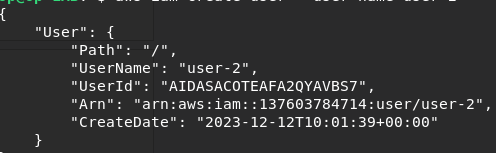 {
    "User": {
        "Path": "/",
        "UserName": "user-2",
        "UserId": "AIDASACOTEAFA2QYAVBS7",
        "Arn": "arn:aws:iam::137603784714:user/user-2",
        "CreateDate": "2023-12-12T10:01:39+00:00"
    }